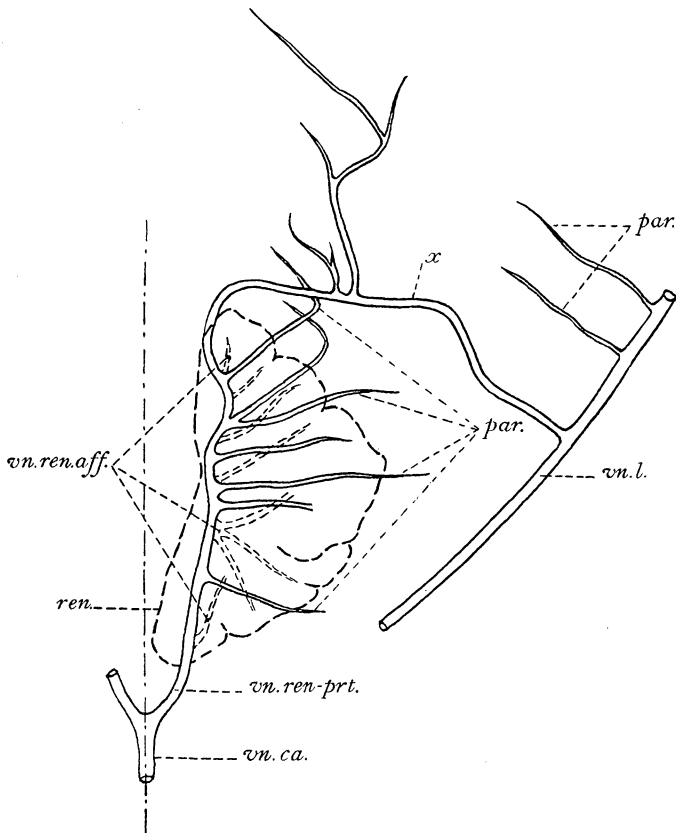 par.
x
par.
vn.ren.aff.
vn.l.
ren.
vn.ren-prt.
vn.ca.